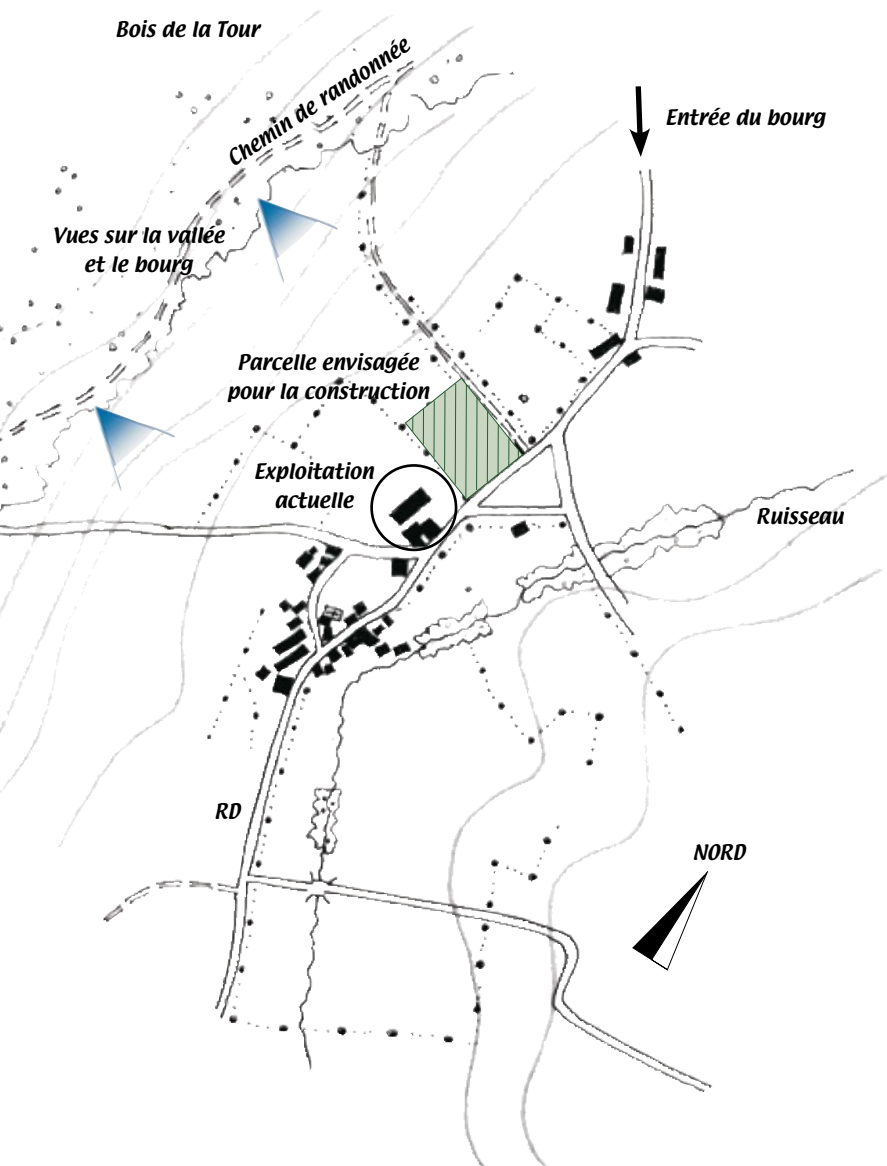 Bois de la Tour
Chemin de randonnée
Entrée du bourg
Vues sur la vallée
et le bourg
Parcelle envisagée
pour la construction
Exploitation
actuelle
Ruisseau
RD
NORD